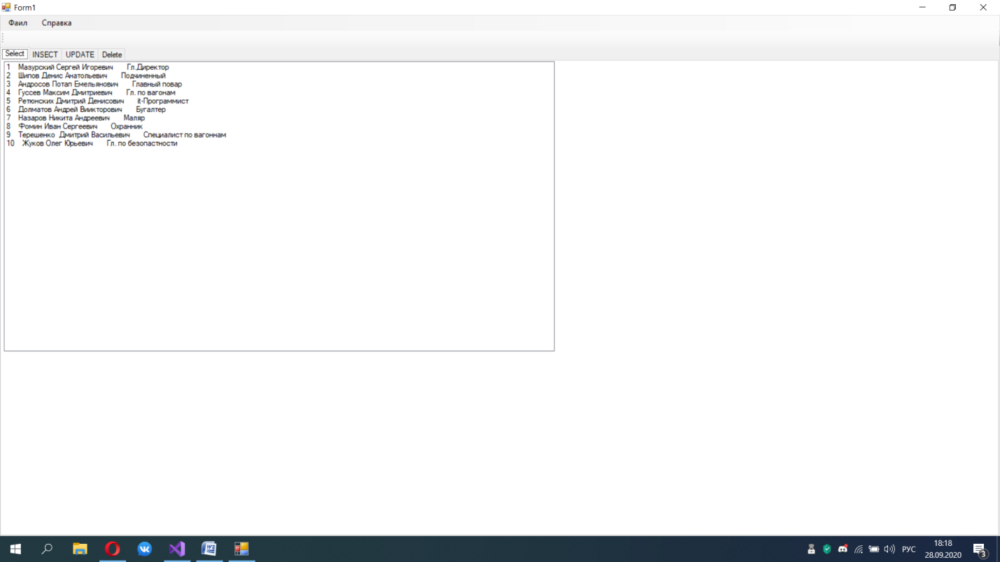 Form1
Фаил Справка
Select INSECT UPDATE Delete
1 Мазурский Сергей Игоревич Гл.Директор
2 Шипов Денис Анатольевич Подчиненный
3 Андросов Потап Емельянович Главный повар
4 Гуссев Максим Дмитриевич Гл. по вагонам
5 Ретюнских Дмитрий Денисович it-Программист
6 Долматов Андрей Виикторович Бугалтер
7 Назаров Никита Андреевич Маляр
8 Фомин Иван Сергеевич Охранник
9 Терешенко Дмитрий Васильевич Специалист по вагоннам
10 Жуков Олег Юрьевич Гл. по безопастности
РУС
18:18
28.09.2020
3